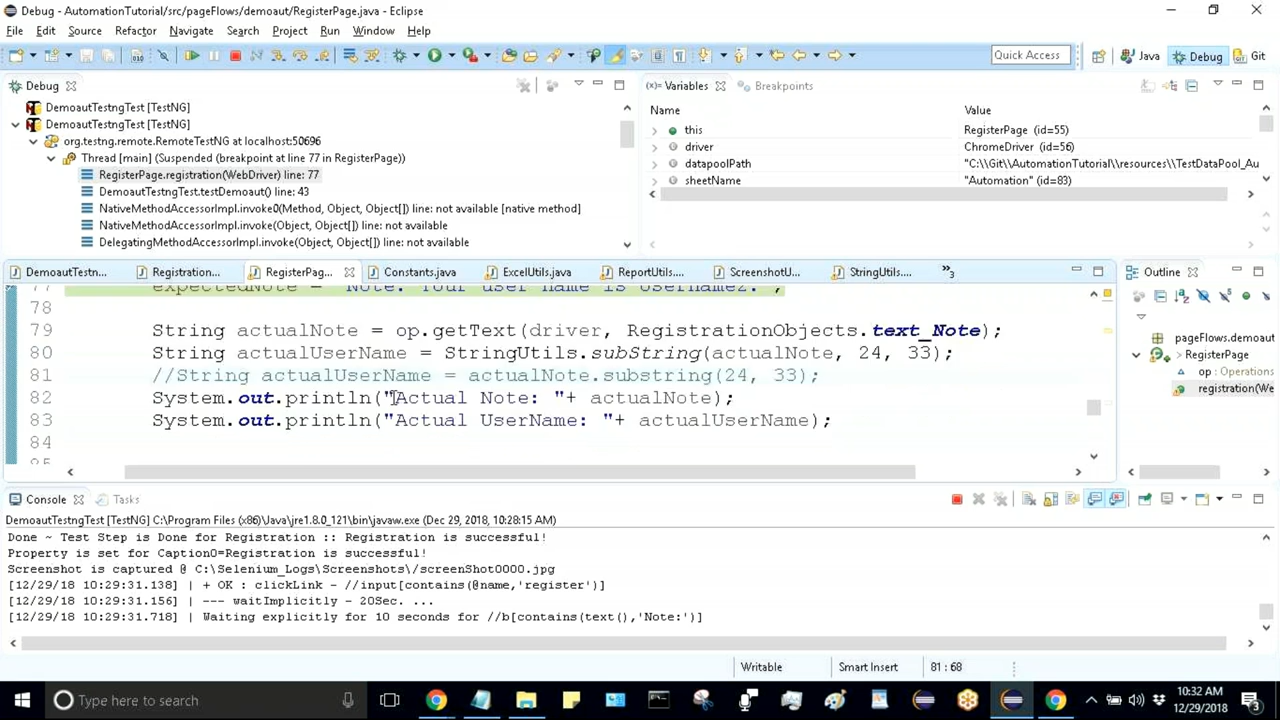 Debug - AutomationTutorial/src/pageFlows/demoaut/RegisterPage.java - Eclipse
File Edit Source Refactor Navigate Search Project Run Window Help
Quick Access Java Debug Git
Debug
DemoautTestngTest [TestNG]
DemoautTestngTest [TestNG]
org.testng.remote.RemoteTestNG at localhost:50696
Thread [main] (Suspended (breakpoint at line 77 in RegisterPage))
RegisterPage.registration(WebDriver) line: 77
DemoautTestngTest.testDemoaut() line: 43
NativeMethodAccessorImpl.invoke0(Method, Object, Object[]) line: not available [native method]
NativeMethodAccessorImpl.invoke(Object, Object[]) line: not available
DelegatingMethodAccessorImpl.invoke(Object, Object[]) line: not available
(x)= Variables Breakpoints
Name Value
this RegisterPage (id=55)
driver ChromeDriver (id=56)
datapoolPath "C:\\Git\\AutomationTutorial\\resources\\TestDataPool_Au
sheetName "Automation" (id=83)
DemoautTestn... Registration... RegisterPag... Constants.java ExcelUtils.java ReportUtils.... ScreenshotU... StringUtils.... »3
77 expectedNote = "Note: Your user name is Username2.";
78
79 String actualNote = op.getText(driver, RegistrationObjects.text_Note);
80 String actualUserName = StringUtils.subString(actualNote, 24, 33);
81 //String actualUserName = actualNote.substring(24, 33);
82 System.out.println("Actual Note: "+ actualNote);
83 System.out.println("Actual UserName: "+ actualUserName);
84
85
Outline
pageFlows.demoaut
RegisterPage
op : Operations
registration(We
Console Tasks
DemoautTestngTest [TestNG] C:\Program Files (x86)\Java\jre1.8.0_121\bin\javaw.exe (Dec 29, 2018, 10:28:15 AM)
Done ~ Test Step is Done for Registration :: Registration is successful!
Property is set for Caption0=Registration is successful!
Screenshot is captured @ C:\Selenium_Logs\Screenshots\/screenShot0000.jpg
[12/29/18 10:29:31.138] | + OK : clickLink - //input[contains(@name,'register')]
[12/29/18 10:29:31.156] | --- waitImplicitly - 20Sec. ...
[12/29/18 10:29:31.718] | Waiting explicitly for 10 seconds for //b[contains(text(),'Note:')]
Writable Smart Insert 81 : 68
Type here to search
10:32 AM
12/29/2018
3